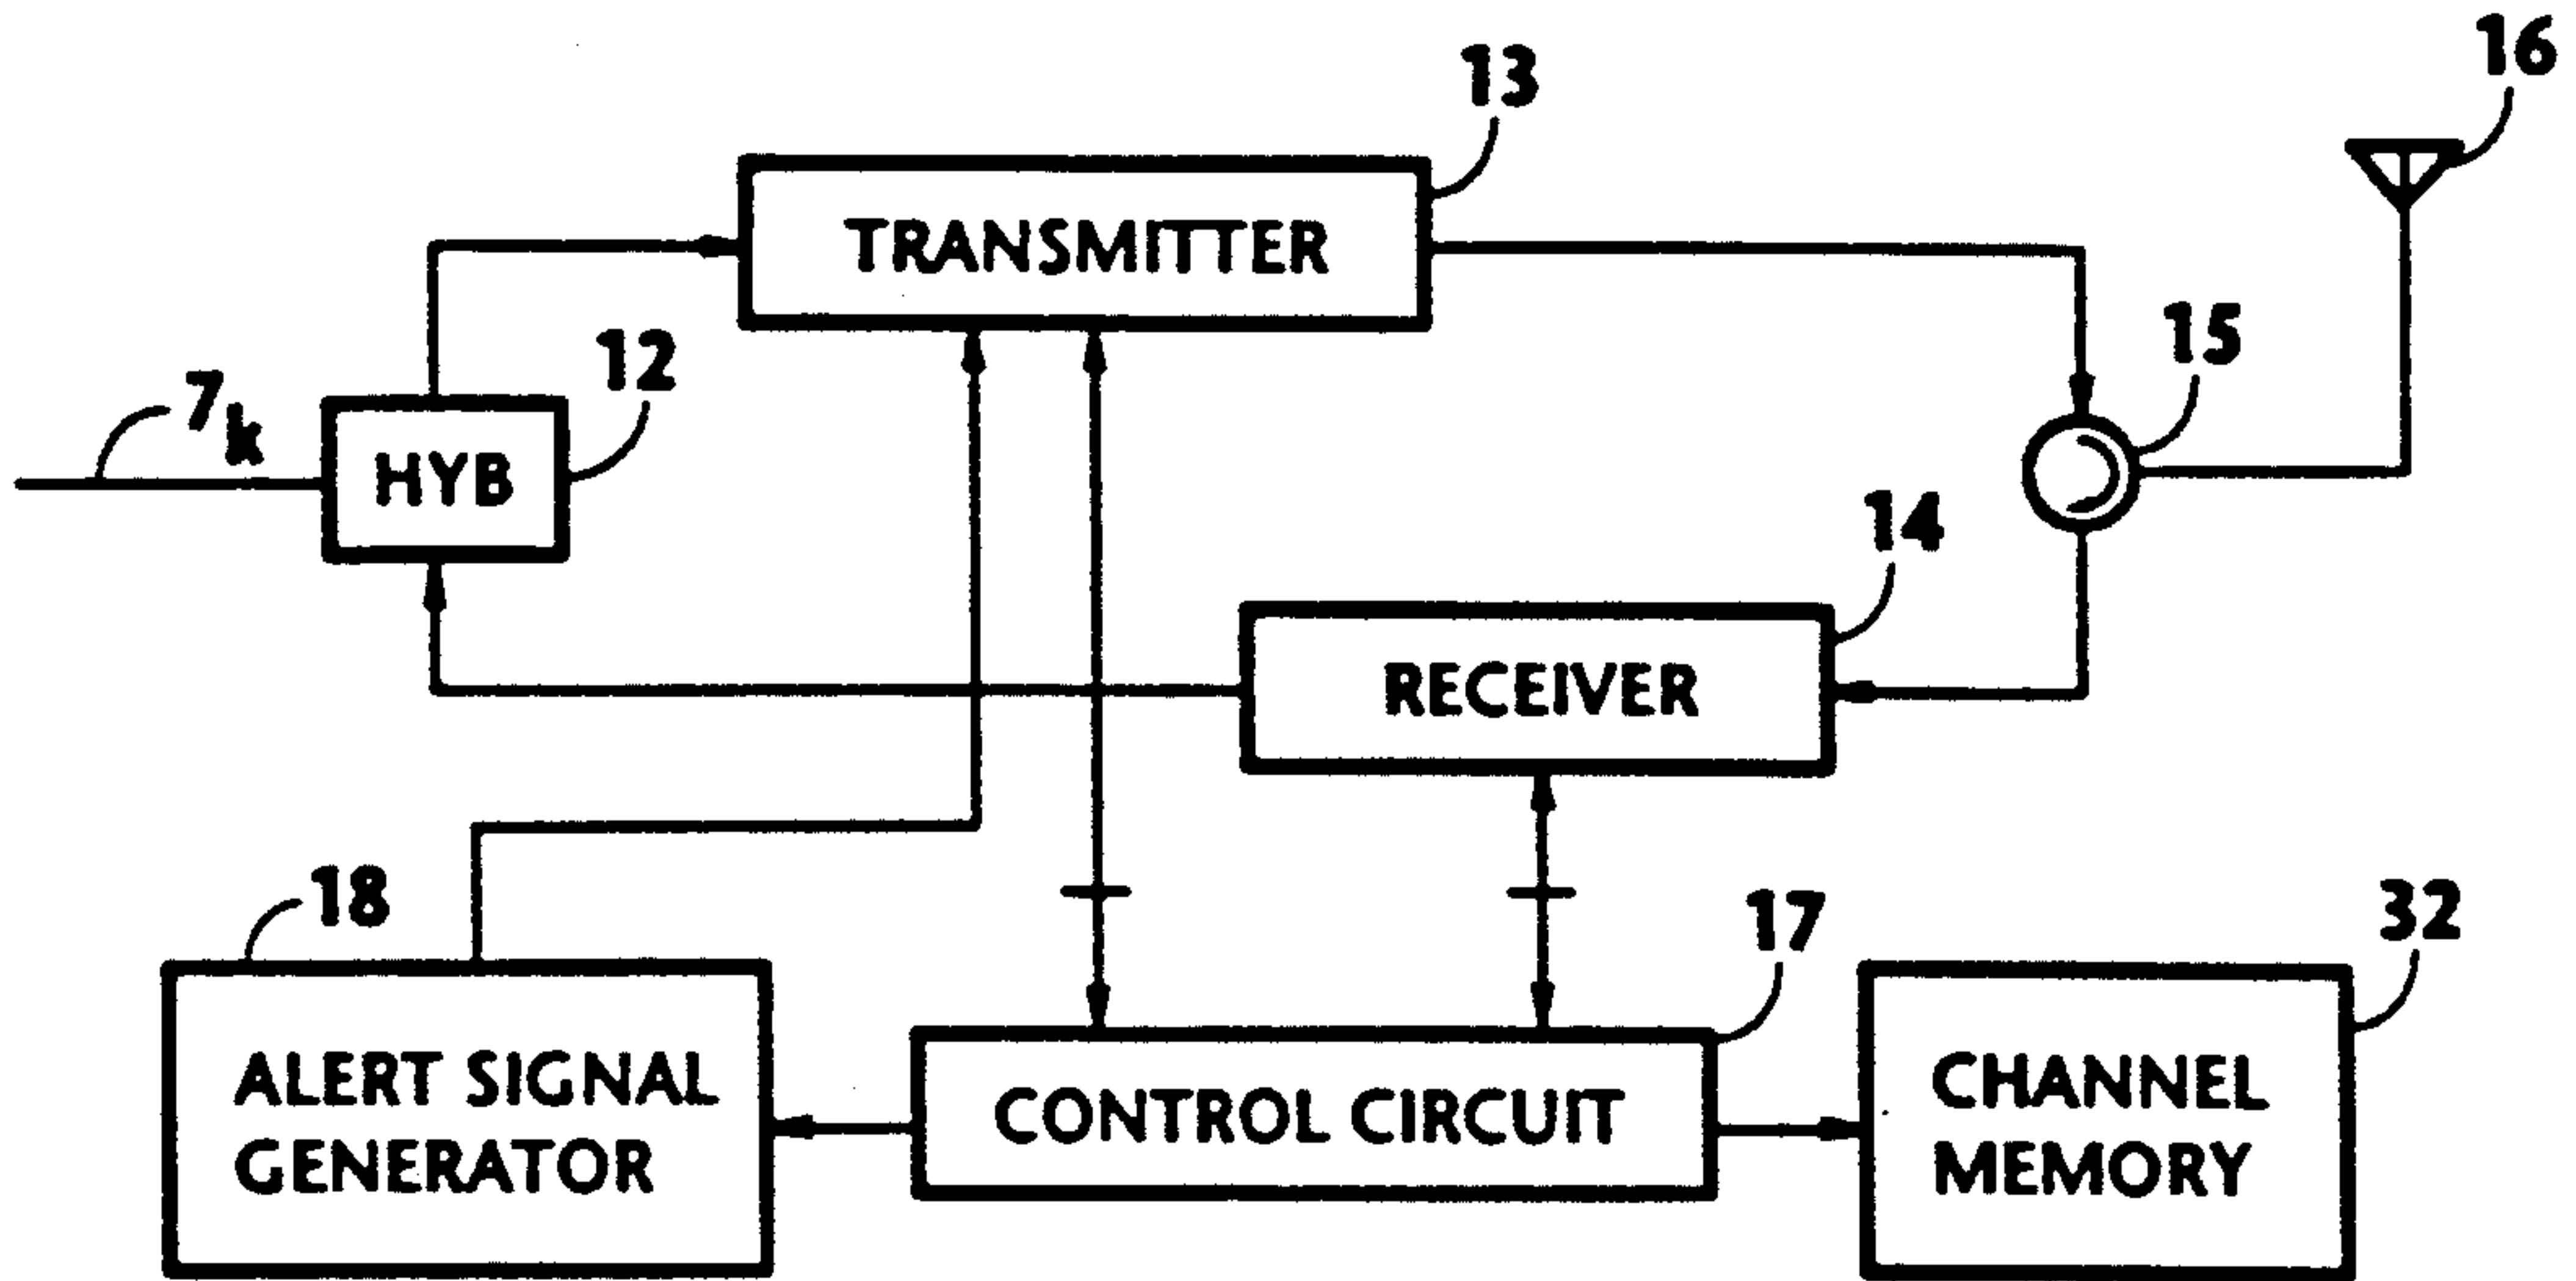 16
13
TRANSMITTER
15
12
7k
HYB
14
RECEIVER
18
17
32
ALERT SIGNAL
GENERATOR
CONTROL CIRCUIT
CHANNEL
MEMORY